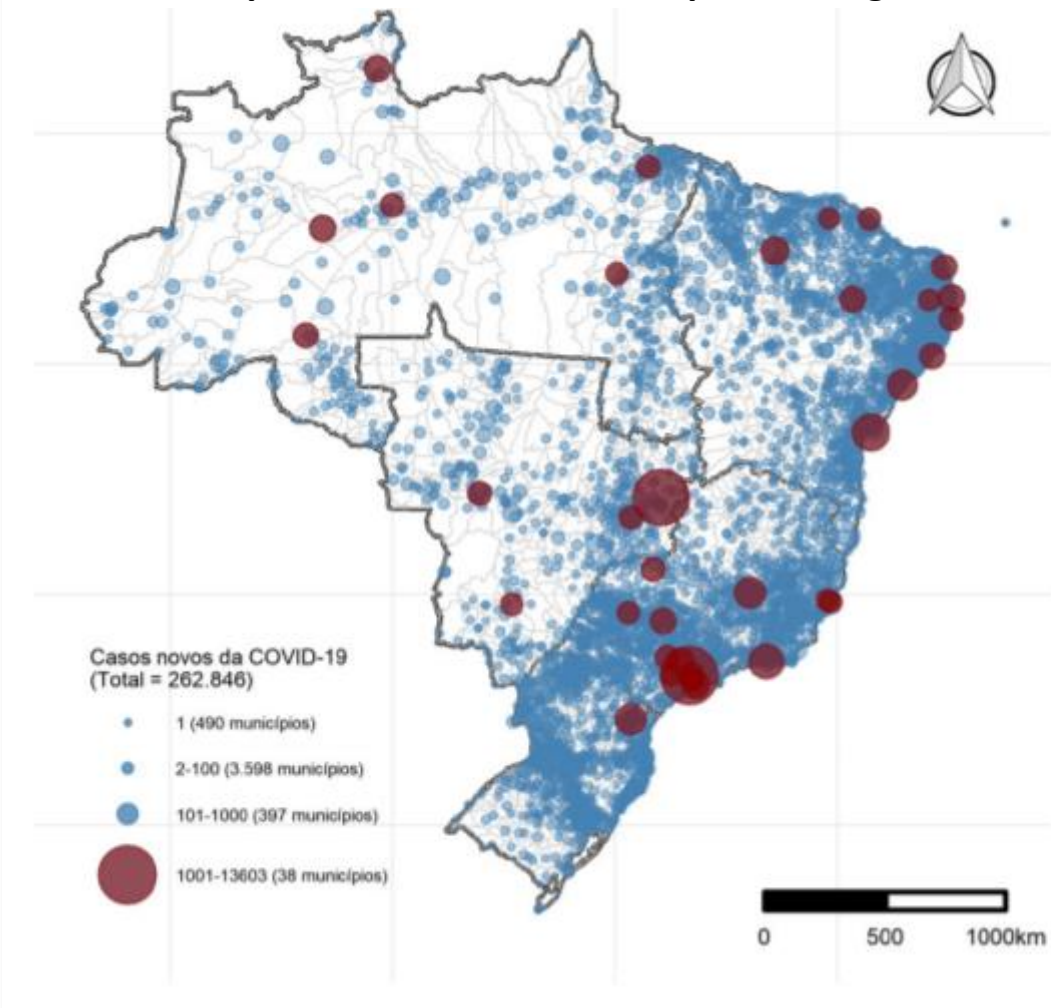 Casos novos da COVID-19
(Total = 262.846)
1 (490 municípios)
2-100 (3.598 municípios)
101-1000 (397 municípios)
1001-13603 (38 municípios)
0 500 1000km